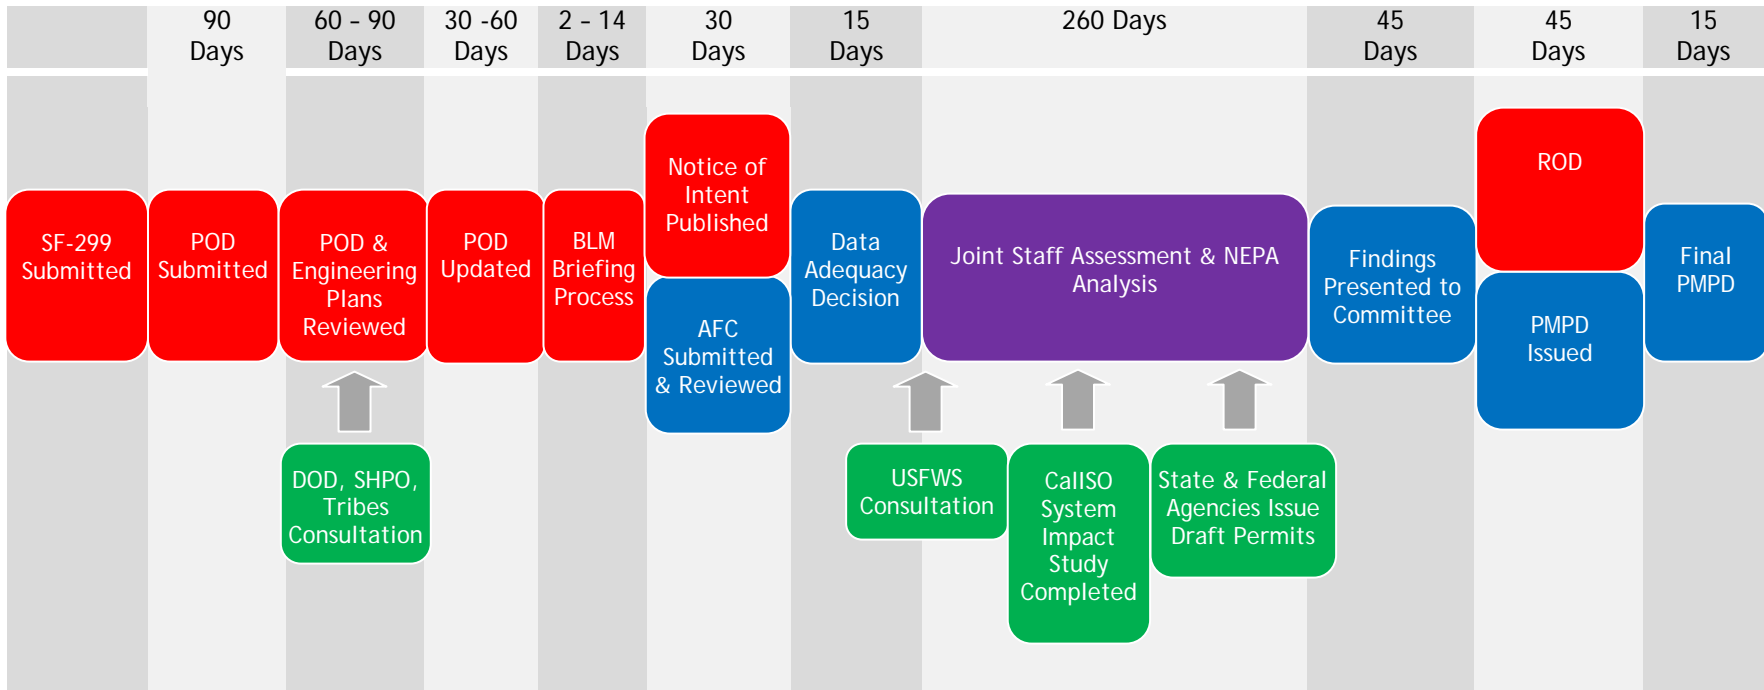 90
Days
60 – 90
Days
30 -60
Days
2 – 14
Days
30
Days
15
Days
260 Days
45
Days
45
Days
15
Days
SF-299
Submitted
POD
Submitted
POD &
Engineering
Plans
Reviewed
POD
Updated
BLM
Briefing
Process
Notice of
Intent
Published
AFC
Submitted
& Reviewed
Data
Adequacy
Decision
Joint Staff Assessment & NEPA
Analysis
Findings
Presented to
Committee
ROD
PMPD
Issued
Final
PMPD
DOD, SHPO,
Tribes
Consultation
USFWS
Consultation
CalISO
System
Impact
Study
Completed
State & Federal
Agencies Issue
Draft Permits